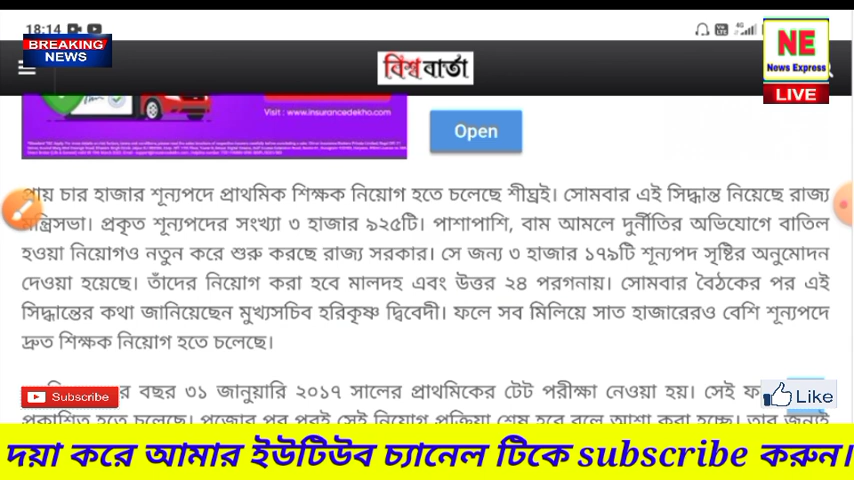 18:14
BREAKING
NEWS
বিশ্ব বার্তা
NE
News Express
LIVE
Visit : www.insurancedekho.com
Open
প্রায় চার হাজার শূন্যপদে প্রাথমিক শিক্ষক নিয়োগ হতে চলেছে শীঘ্রই। সোমবার এই সিদ্ধান্ত নিয়েছে রাজ্য
মন্ত্রিসভা। প্রকৃত শূন্যপদের সংখ্যা ৩ হাজার ৯২৫টি। পাশাপাশি, বাম আমলে দুর্নীতির অভিযোগে বাতিল
হওয়া নিয়োগও নতুন করে শুরু করছে রাজ্য সরকার। সে জন্য ৩ হাজার ১৭৯টি শূন্যপদ সৃষ্টির অনুমোদন
দেওয়া হয়েছে। তাঁদের নিয়োগ করা হবে মালদহ এবং উত্তর ২৪ পরগনায়। সোমবার বৈঠকের পর এই
সিদ্ধান্তের কথা জানিয়েছেন মুখ্যসচিব হরিকৃষ্ণ দ্বিবেদী। ফলে সব মিলিয়ে সাত হাজারেরও বেশি শূন্যপদে
দ্রুত শিক্ষক নিয়োগ হতে চলেছে।
Subscribe
বছর ৩১ জানুয়ারি ২০১৭ সালের প্রাথমিকের টেট পরীক্ষা নেওয়া হয়। সেই
Like
প্রকাশিত হতে চলেছে। পুজোর পর পরই সেই নিয়োগ প্রক্রিয়া শেষ হবে বলে আশা করা হচ্ছে। তার জন্যই
দয়া করে আমার ইউটিউব চ্যানেল টিকে subscribe করুন।